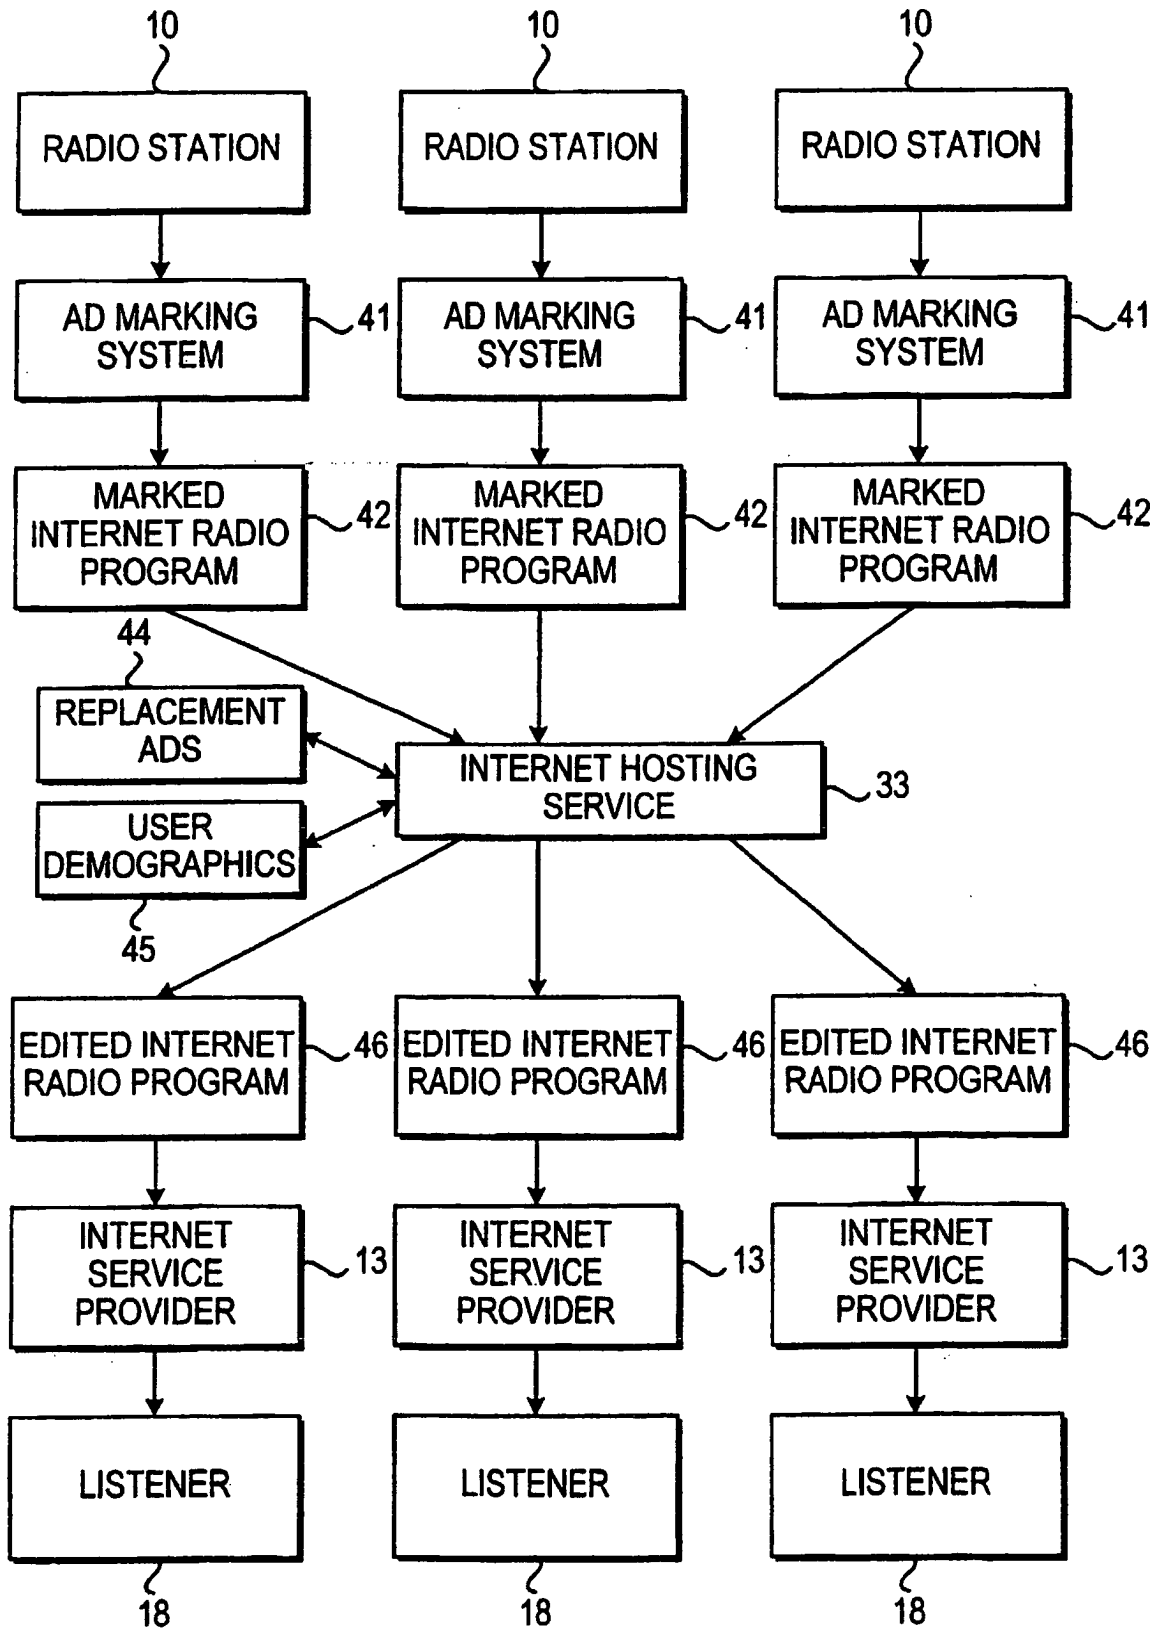 10 10 10
RADIO STATION RADIO STATION RADIO STATION
AD MARKING SYSTEM 41 AD MARKING SYSTEM 41 AD MARKING SYSTEM 41
MARKED INTERNET RADIO PROGRAM 42 MARKED INTERNET RADIO PROGRAM 42 MARKED INTERNET RADIO PROGRAM 42
44
REPLACEMENT
ADS
INTERNET HOSTING
SERVICE
33
USER
DEMOGRAPHICS
45
EDITED INTERNET RADIO PROGRAM 46 EDITED INTERNET RADIO PROGRAM 46 EDITED INTERNET RADIO PROGRAM 46
INTERNET SERVICE PROVIDER 13 INTERNET SERVICE PROVIDER 13 INTERNET SERVICE PROVIDER 13
LISTENER LISTENER LISTENER
18 18 18